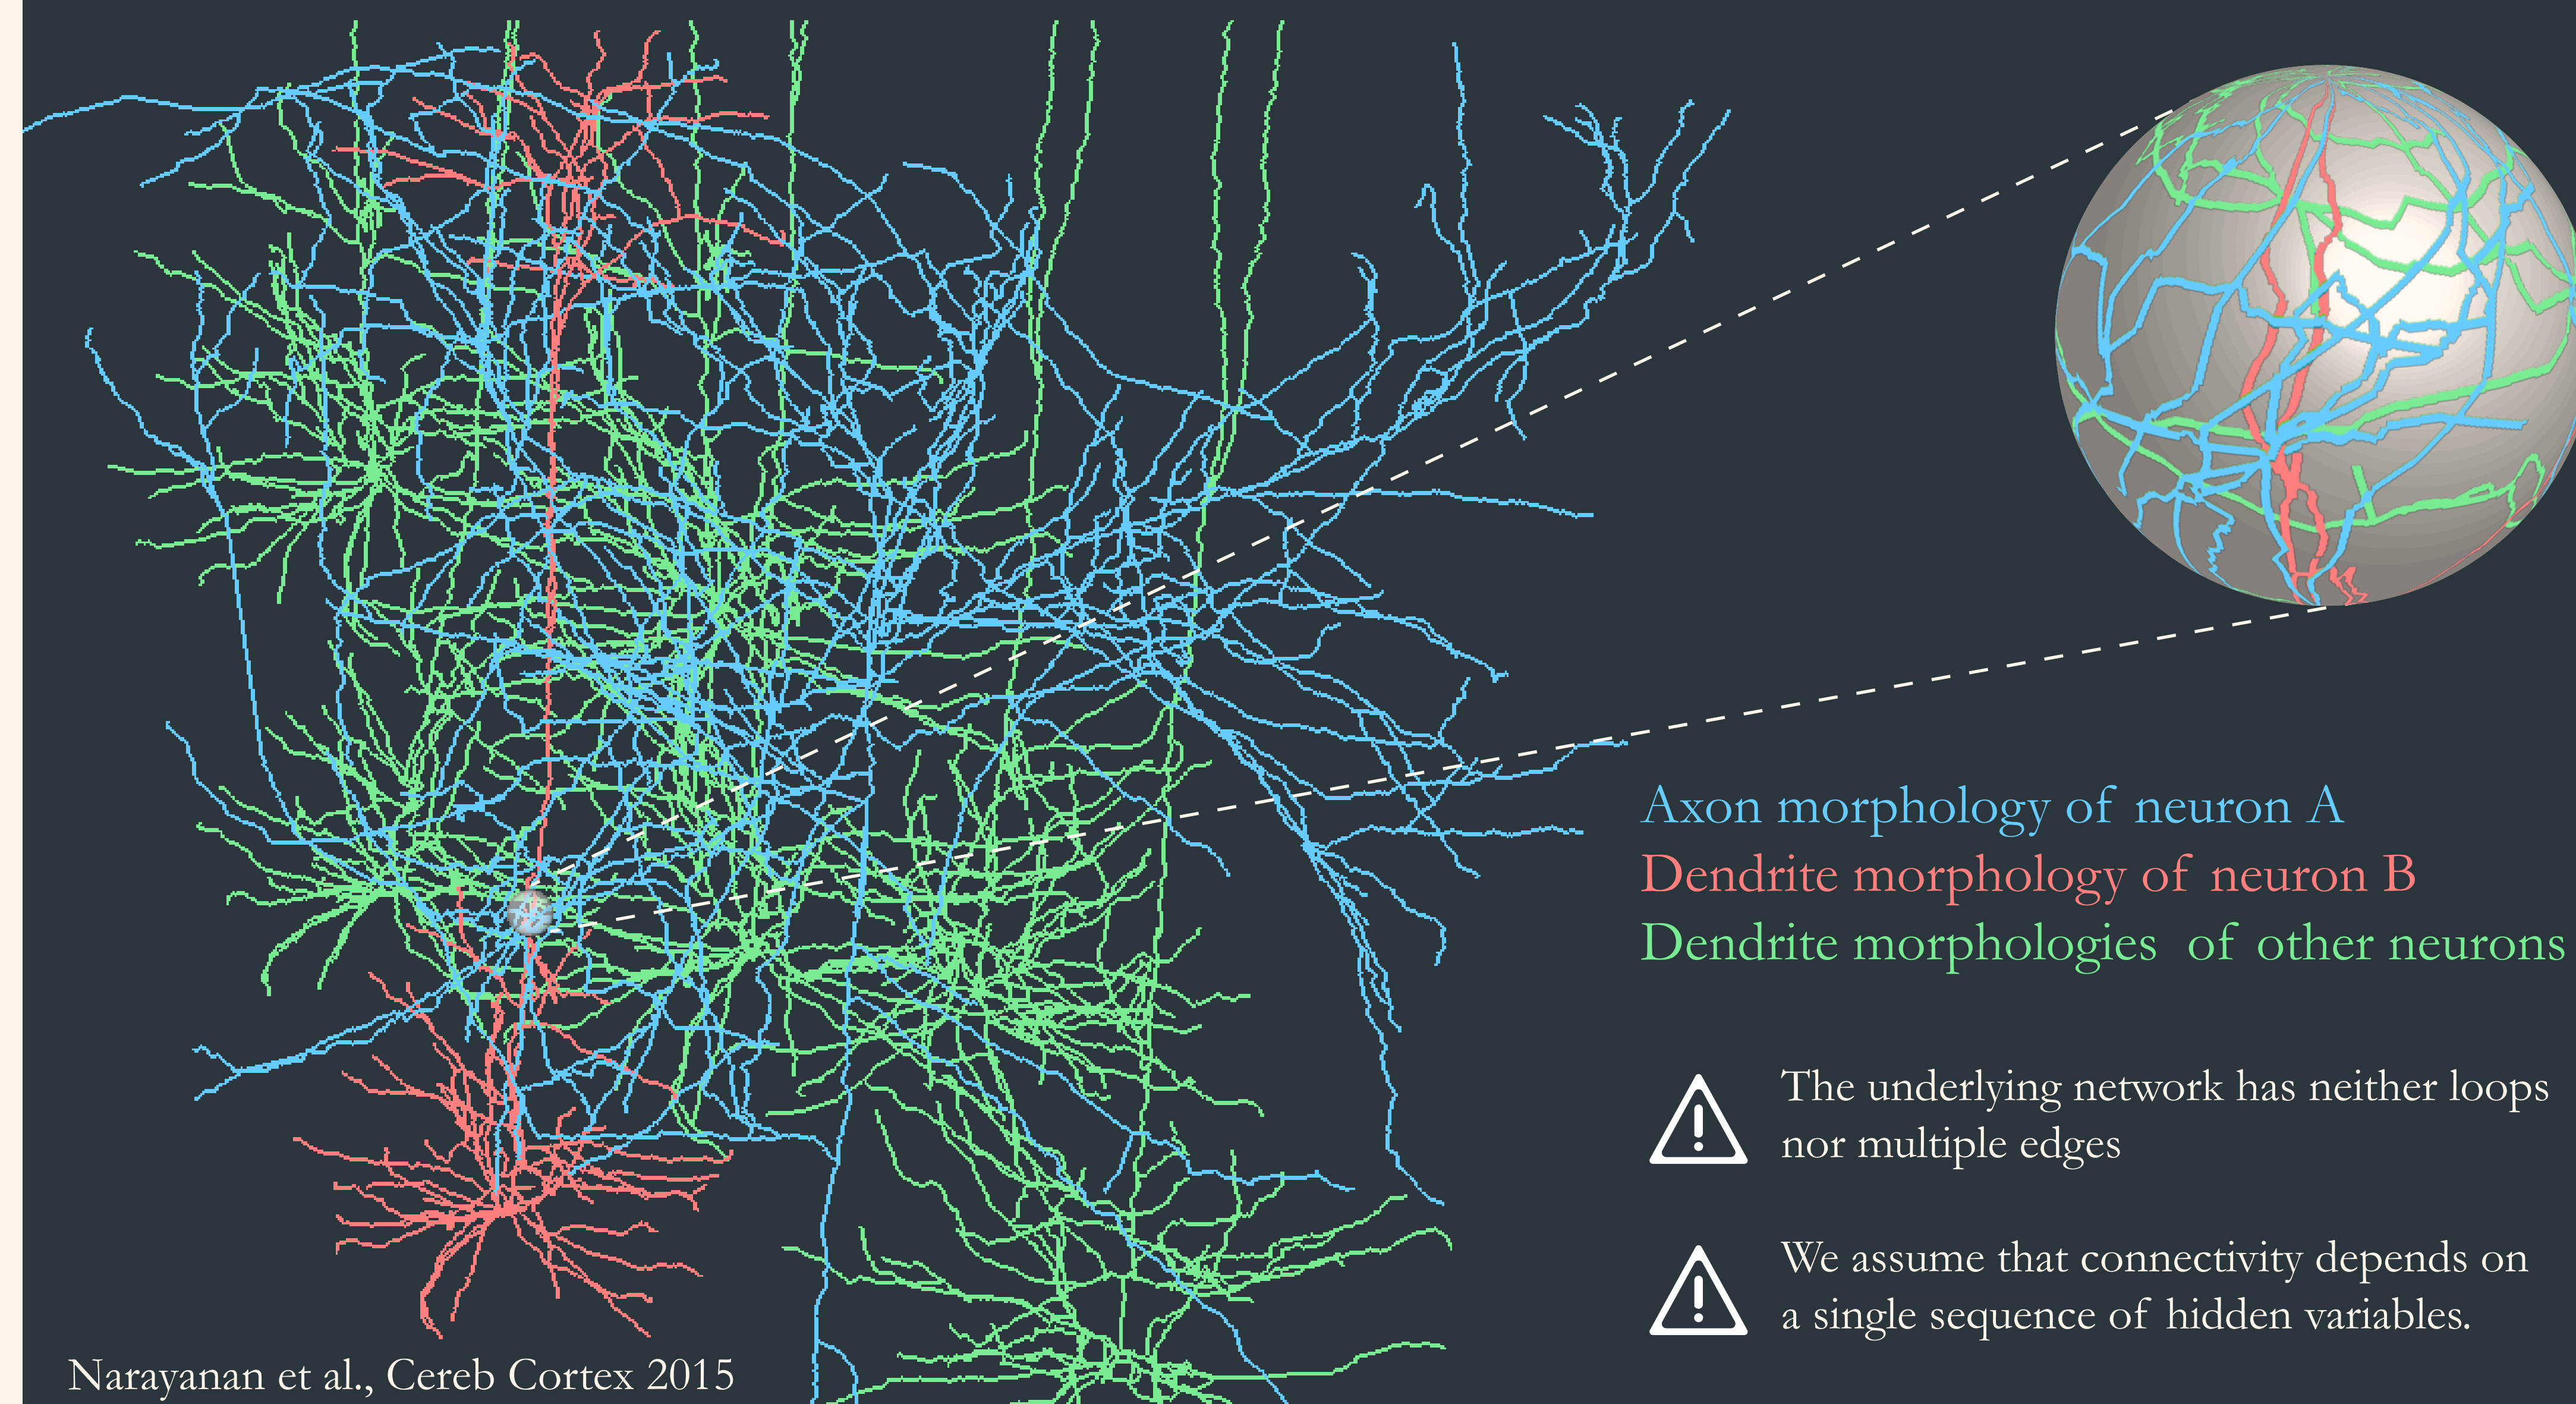 Axon morphology of neuron A
Dendrite morphology of neuron B
Dendrite morphologies of other neurons
The underlying network has neither loops
nor multiple edges
We assume that connectivity depends on
a single sequence of hidden variables.
Narayanan et al., Cereb Cortex 2015